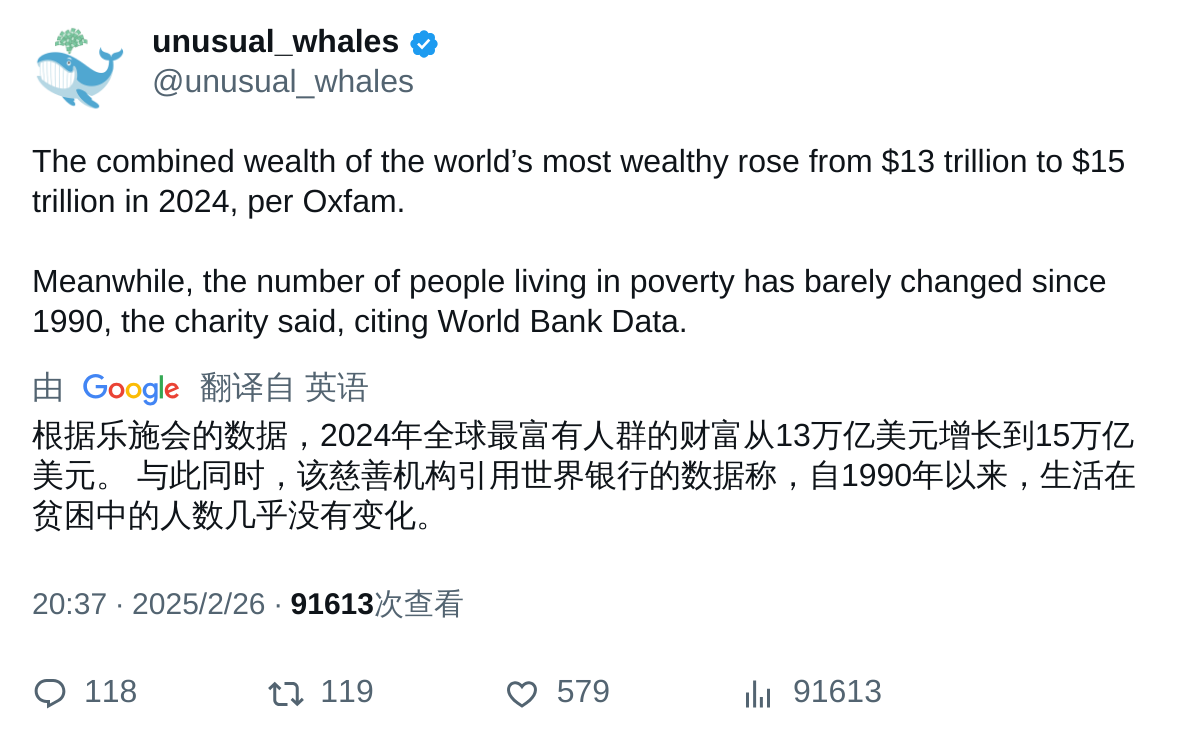 unusual_whales
@unusual_whales
The combined wealth of the world’s most wealthy rose from $13 trillion to $15
trillion in 2024, per Oxfam.
Meanwhile, the number of people living in poverty has barely changed since
1990, the charity said, citing World Bank Data.
由 Google 翻译自 英语
根据乐施会的数据，2024年全球最富有人群的财富从13万亿美元增长到15万亿
美元。 与此同时，该慈善机构引用世界银行的数据称，自1990年以来，生活在
贫困中的人数几乎没有变化。
20:37 · 2025/2/26 · 91613次查看
118 119 579 91613